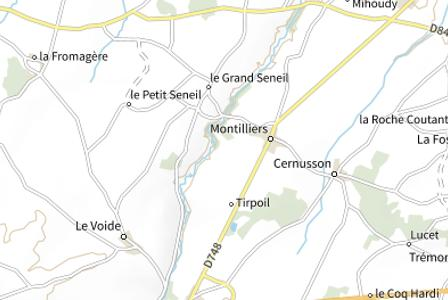 Mihoudy
D84
la Fromagère
le Grand Seneil
le Petit Seneil
la Roche Coutant
Montilliers
La Fos
Cernusson
Tirpoil
Le Voide
Lucet
D748
Trémon
le Coq Hardi